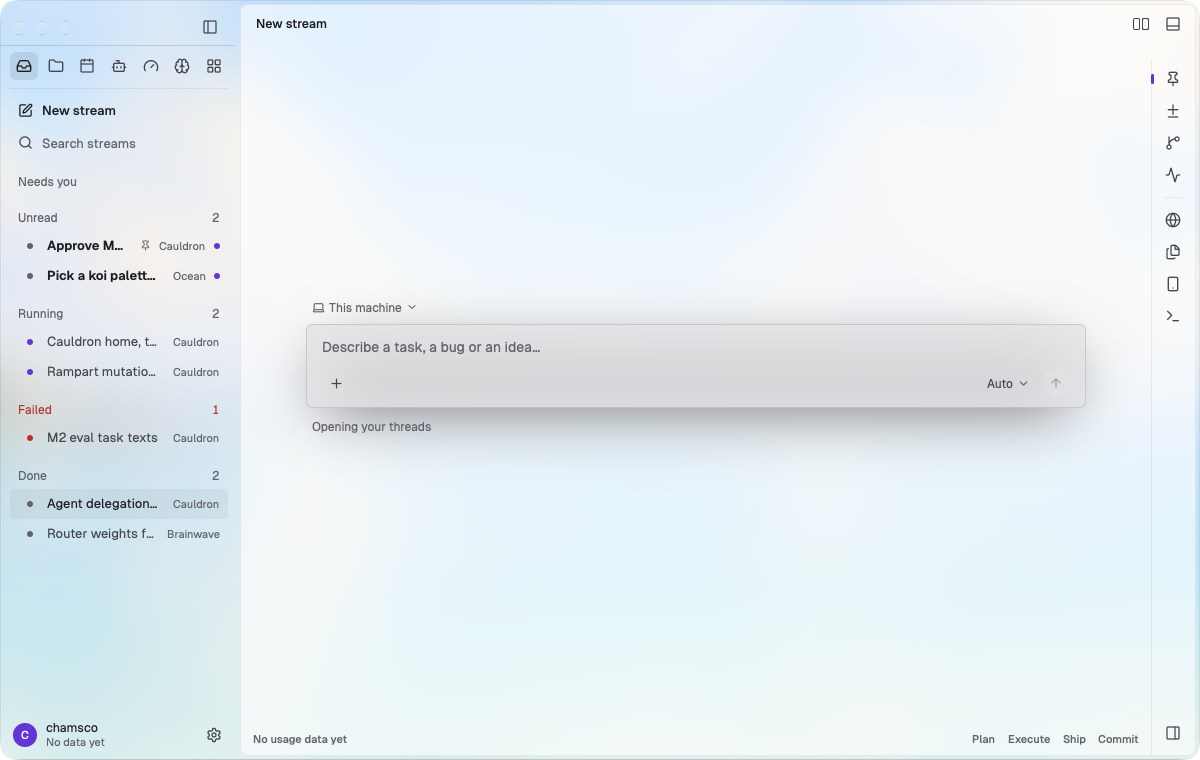 New stream
New stream
Search streams
Needs you
Unread 2
Approve M... Cauldron
Pick a koi palett... Ocean
Running 2
Cauldron home, t... Cauldron
Rampart mutatio... Cauldron
Failed 1
M2 eval task texts Cauldron
Done 2
Agent delegation... Cauldron
Router weights f... Brainwave
C
chamsco
No data yet
This machine
Describe a task, a bug or an idea...
Auto
Opening your threads
No usage data yet
Plan Execute Ship Commit